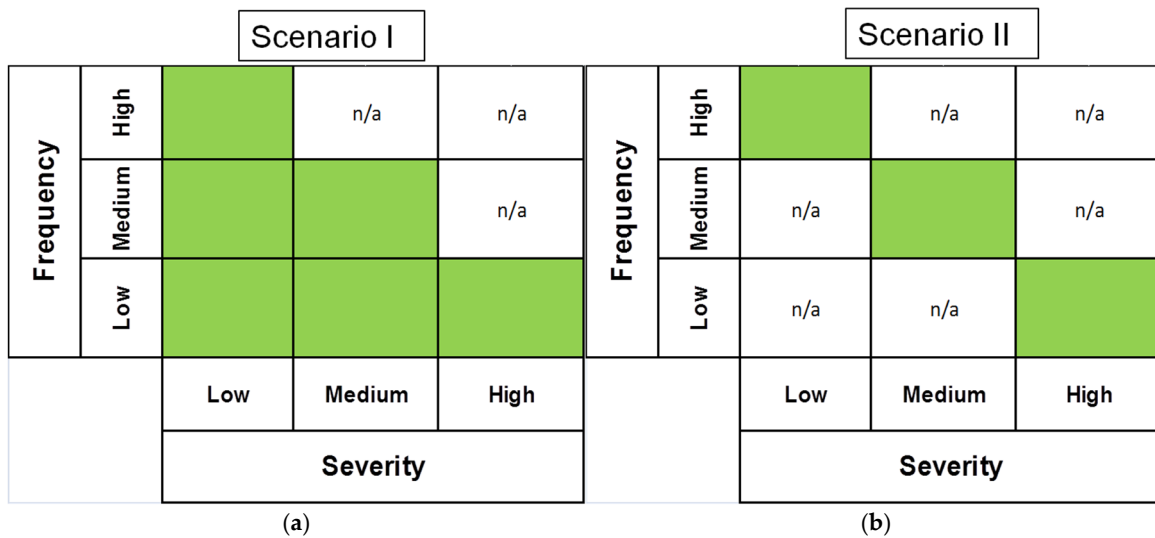 Scenario I
Scenario II
Frequency
High
n/a
n/a
Medium
n/a
Low
Low
Medium
High
Severity
(a)
Frequency
High
n/a
n/a
Medium
n/a
n/a
Low
n/a
n/a
Low
Medium
High
Severity
(b)